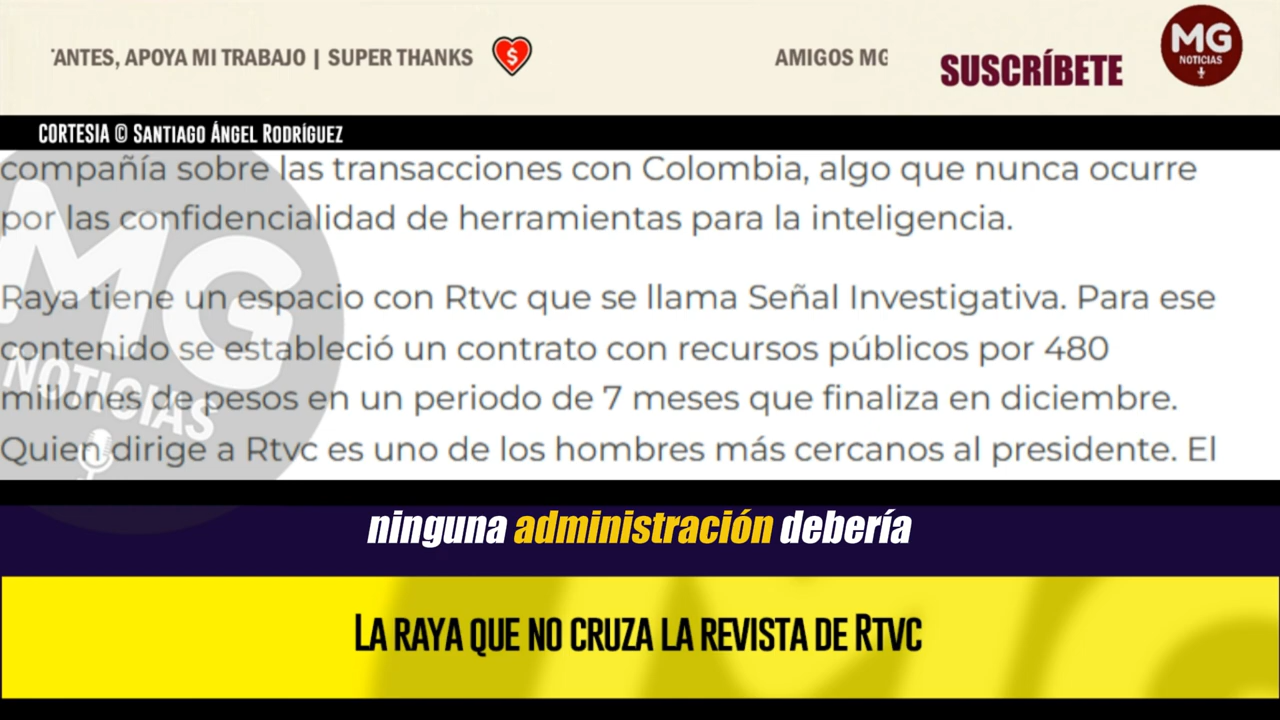 'ANTES, APOYA MI TRABAJO | SUPER THANKS
AMIGOS MG
SUSCRÍBETE
MG
NOTICIAS
CORTESIA © SANTIAGO ÁNGEL RODRÍGUEZ
compañía sobre las transacciones con Colombia, algo que nunca ocurre
por las confidencialidad de herramientas para la inteligencia.
Raya tiene un espacio con Rtvc que se llama Señal Investigativa. Para ese
contenido se estableció un contrato con recursos públicos por 480
millones de pesos en un periodo de 7 meses que finaliza en diciembre.
Quien dirige a Rtvc es uno de los hombres más cercanos al presidente. El
MG
NOTICIAS
ninguna administración debería
LA RAYA QUE NO CRUZA LA REVISTA DE RTVC